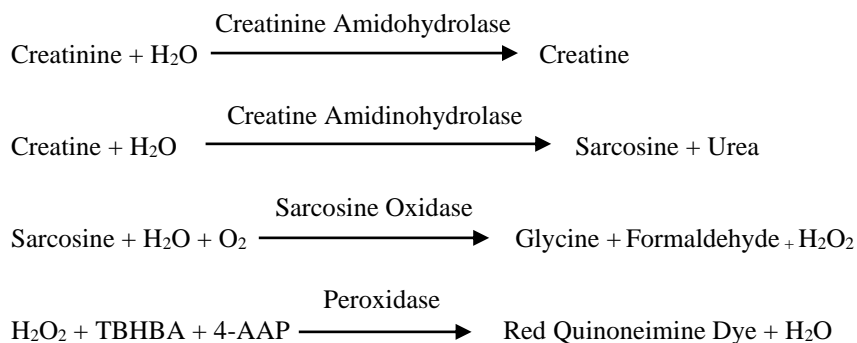 Creatinine Amidohydrolase
Creatinine + H₂O Creatine
Creatine Amidinohydrolase
Creatine + H₂O Sarcosine + Urea
Sarcosine Oxidase
Sarcosine + H₂O + O₂ Glycine + Formaldehyde + H₂O₂
Peroxidase
H₂O₂ + TBHBA + 4-AAP Red Quinoneimine Dye + H₂O